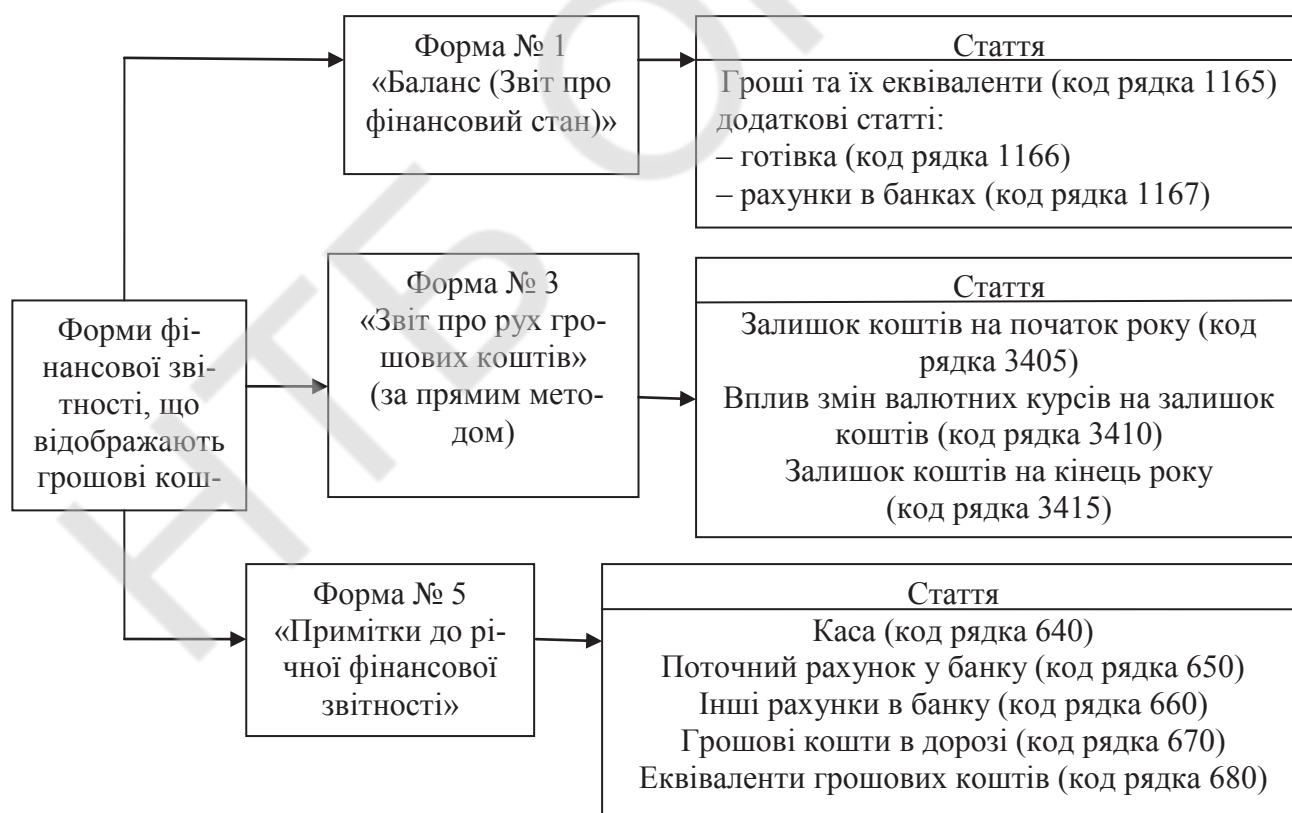 Форма № 1
«Баланс (Звіт про
фінансовий стан)»
Стаття
Гроші та їх еквіваленти (код рядка 1165)
додаткові статті:
– готівка (код рядка 1166)
– рахунки в банках (код рядка 1167)
Форми фі-
нансової зві-
тності, що
відображають
грошові кош-
Форма № 3
«Звіт про рух гро-
шових коштів»
(за прямим мето-
дом)
Стаття
Залишок коштів на початок року (код
рядка 3405)
Вплив змін валютних курсів на залишок
коштів (код рядка 3410)
Залишок коштів на кінець року
(код рядка 3415)
Форма № 5
«Примітки до рі-
чної фінансової
звітності»
Стаття
Каса (код рядка 640)
Поточний рахунок у банку (код рядка 650)
Інші рахунки в банку (код рядка 660)
Грошові кошти в дорозі (код рядка 670)
Еквіваленти грошових коштів (код рядка 680)
НТБ